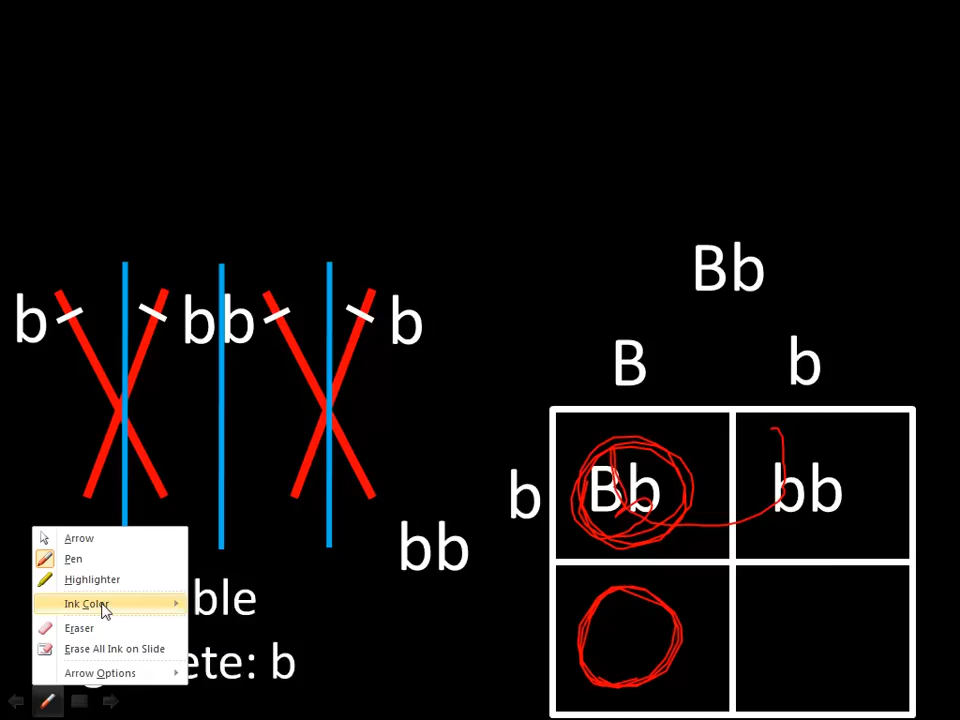 Bb
B b
b bb b
b Bb bb
bb
ble
ete: b
Arrow
Pen
Highlighter
Ink Color
Eraser
Erase All Ink on Slide
Arrow Options